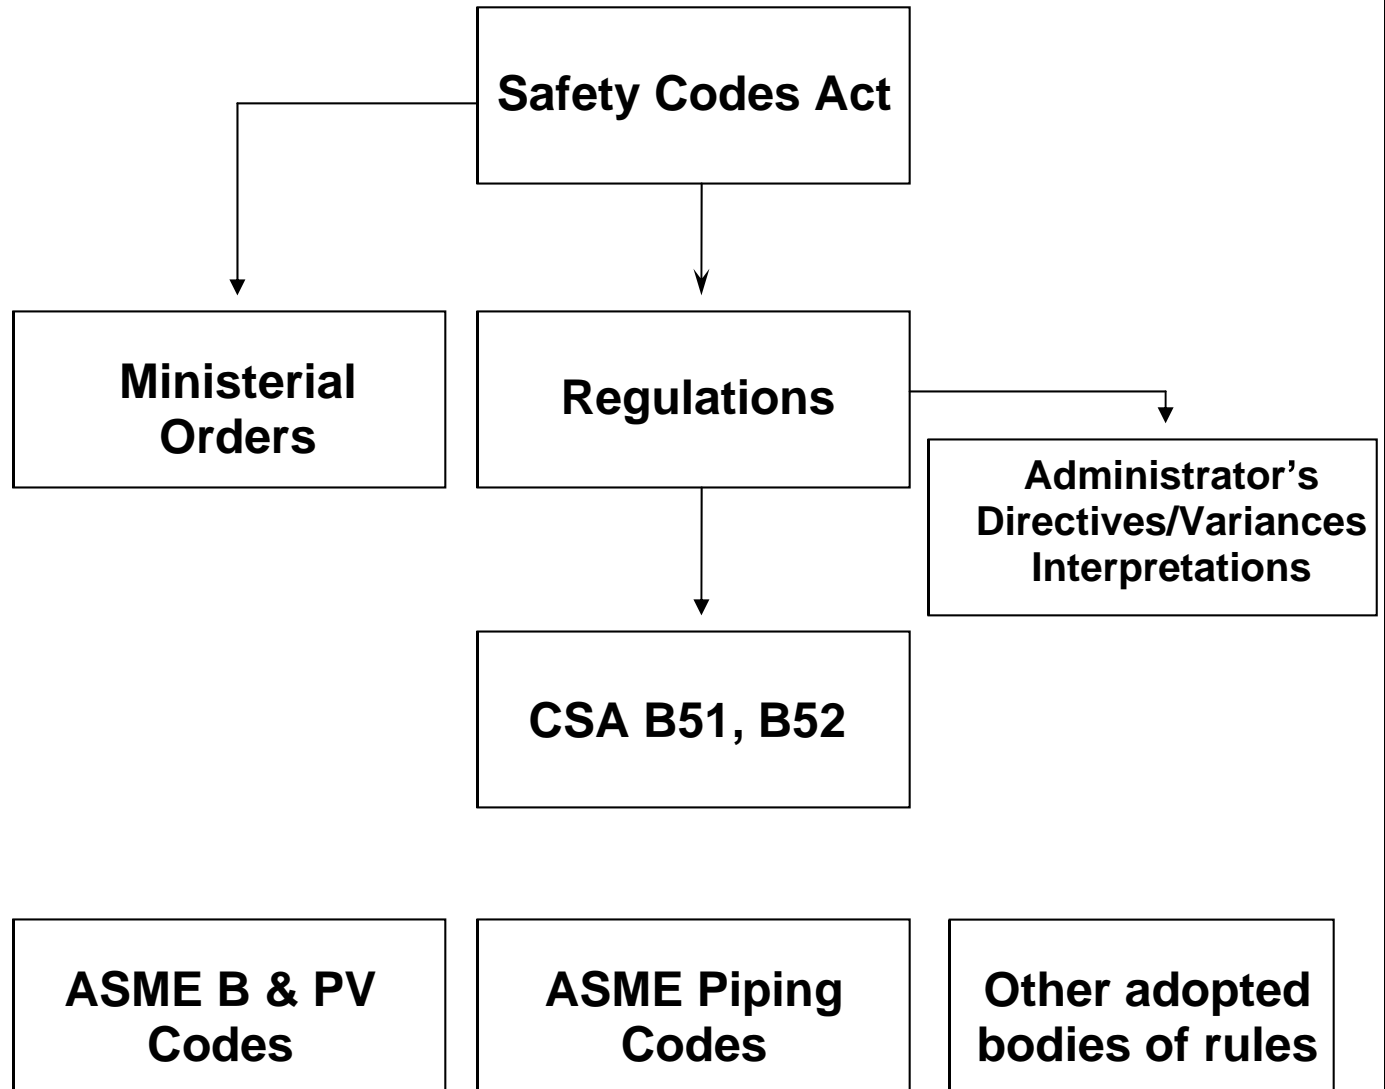 Safety Codes Act
Ministerial
Orders
Regulations
Administrator’s
Directives/Variances
Interpretations
CSA B51, B52
ASME B & PV
Codes
ASME Piping
Codes
Other adopted
bodies of rules